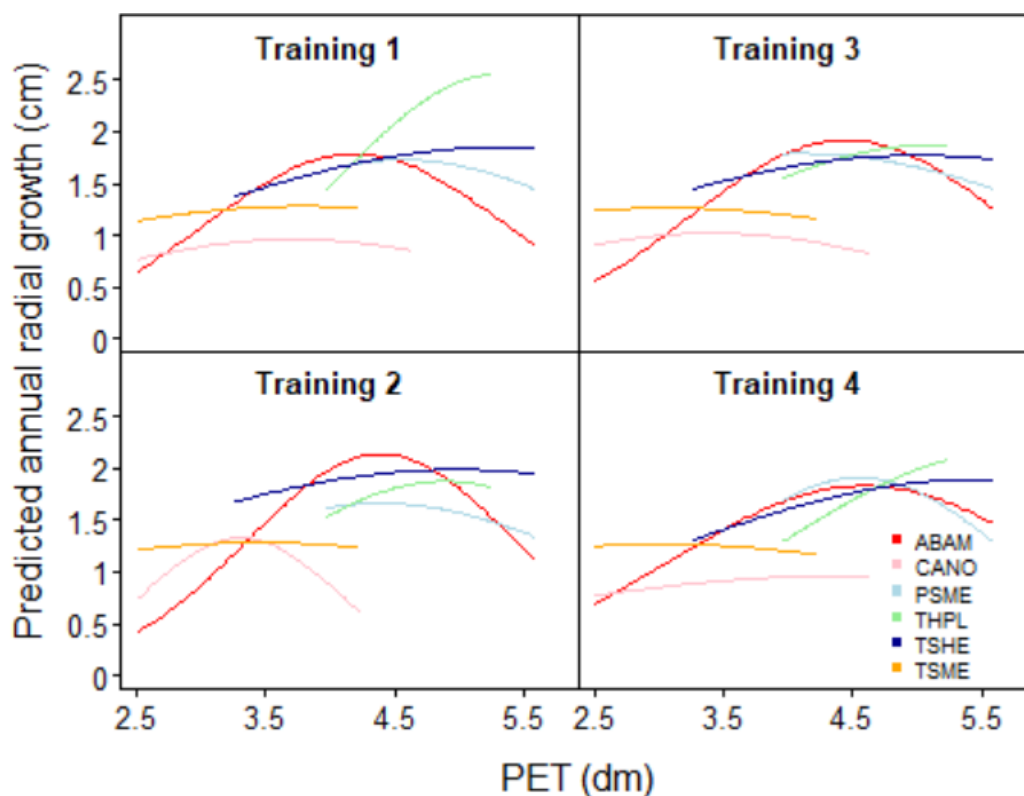 Predicted annual radial growth (cm)
Training 1
Training 3
2.5
2
1.5
1
0.5
0
Training 2
Training 4
2.5
2
1.5
1
0.5
0
ABAM
CANO
PSME
THPL
TSHE
TSME
2.5 3.5 4.5 5.5 2.5 3.5 4.5 5.5
PET (dm)